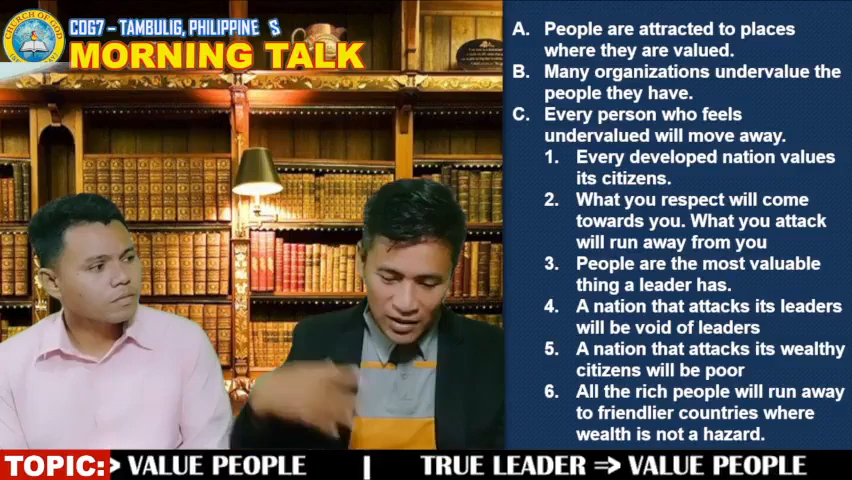 CHURCH OF GOD
COG7 – TAMBULIG, PHILIPPINE S
MORNING TALK
A. People are attracted to places
where they are valued.
B. Many organizations undervalue the
people they have.
C. Every person who feels
undervalued will move away.
1. Every developed nation values
its citizens.
2. What you respect will come
towards you. What you attack
will run away from you
3. People are the most valuable
thing a leader has.
4. A nation that attacks its leaders
will be void of leaders
5. A nation that attacks its wealthy
citizens will be poor
6. All the rich people will run away
to friendlier countries where
wealth is not a hazard.
TOPIC: => VALUE PEOPLE | TRUE LEADER => VALUE PEOPLE